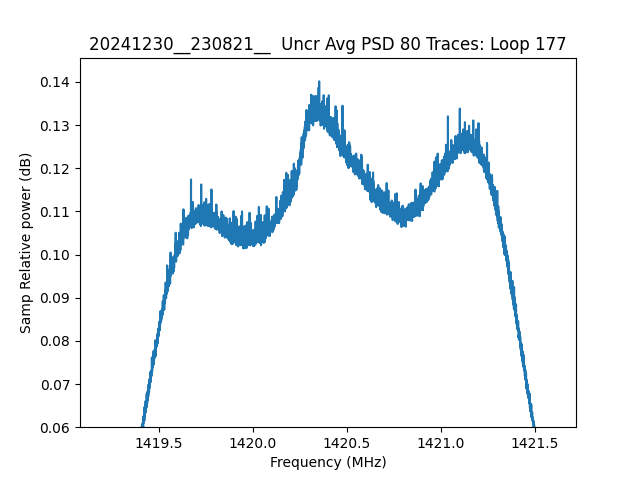 20241230__230821__  Uncr Avg PSD 80 Traces: Loop 177
0.14
0.13
0.12
0.11
0.10
0.09
0.08
0.07
0.06
Samp Relative power (dB)
1419.5 1420.0 1420.5 1421.0 1421.5
Frequency (MHz)